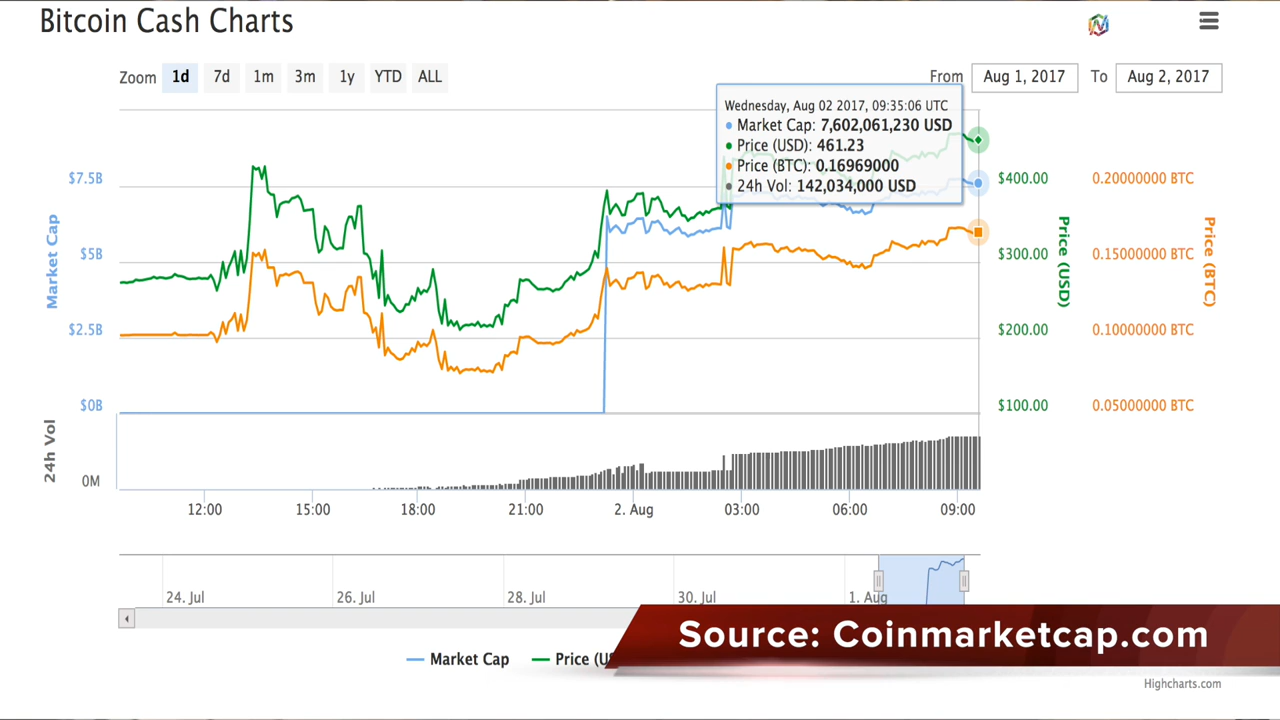 Bitcoin Cash Charts
Zoom 1d 7d 1m 3m 1y YTD ALL
From Aug 1, 2017 To Aug 2, 2017
Wednesday, Aug 02 2017, 09:35:06 UTC
Market Cap: 7,602,061,230 USD
Price (USD): 461.23
Price (BTC): 0.16969000
24h Vol: 142,034,000 USD
$7.5B
$5B
$2.5B
$0B
Market Cap
24h Vol
0M
$400.00
$300.00
$200.00
$100.00
Price (USD)
0.20000000 BTC
0.15000000 BTC
0.10000000 BTC
0.05000000 BTC
Price (BTC)
12:00 15:00 18:00 21:00 2. Aug 03:00 06:00 09:00
24. Jul 26. Jul 28. Jul 30. Jul 1. Aug
Source: Coinmarketcap.com
Market Cap Price (US
Highcharts.com